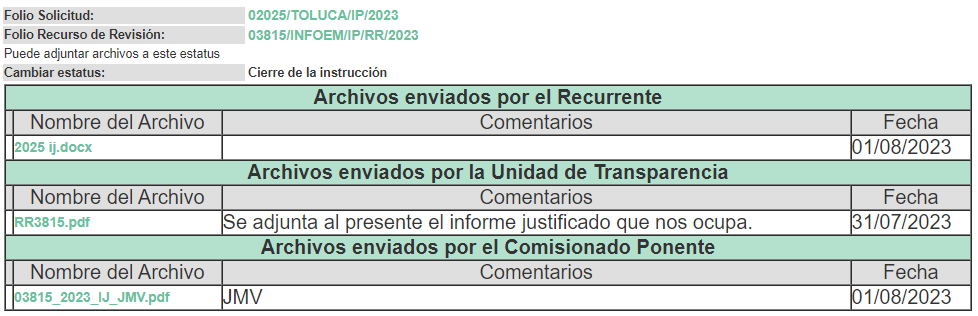 Folio Solicitud: 02025/TOLUCA/IP/2023
Folio Recurso de Revisión: 03815/INFOEM/IP/RR/2023
Puede adjuntar archivos a este estatus
Cambiar estatus: Cierre de la instrucción
Archivos enviados por el Recurrente
Nombre del Archivo Comentarios Fecha
2025 ij.docx 01/08/2023
Archivos enviados por la Unidad de Transparencia
Nombre del Archivo Comentarios Fecha
RR3815.pdf Se adjunta al presente el informe justificado que nos ocupa. 31/07/2023
Archivos enviados por el Comisionado Ponente
Nombre del Archivo Comentarios Fecha
03815_2023_IJ_JMV.pdf JMV 01/08/2023